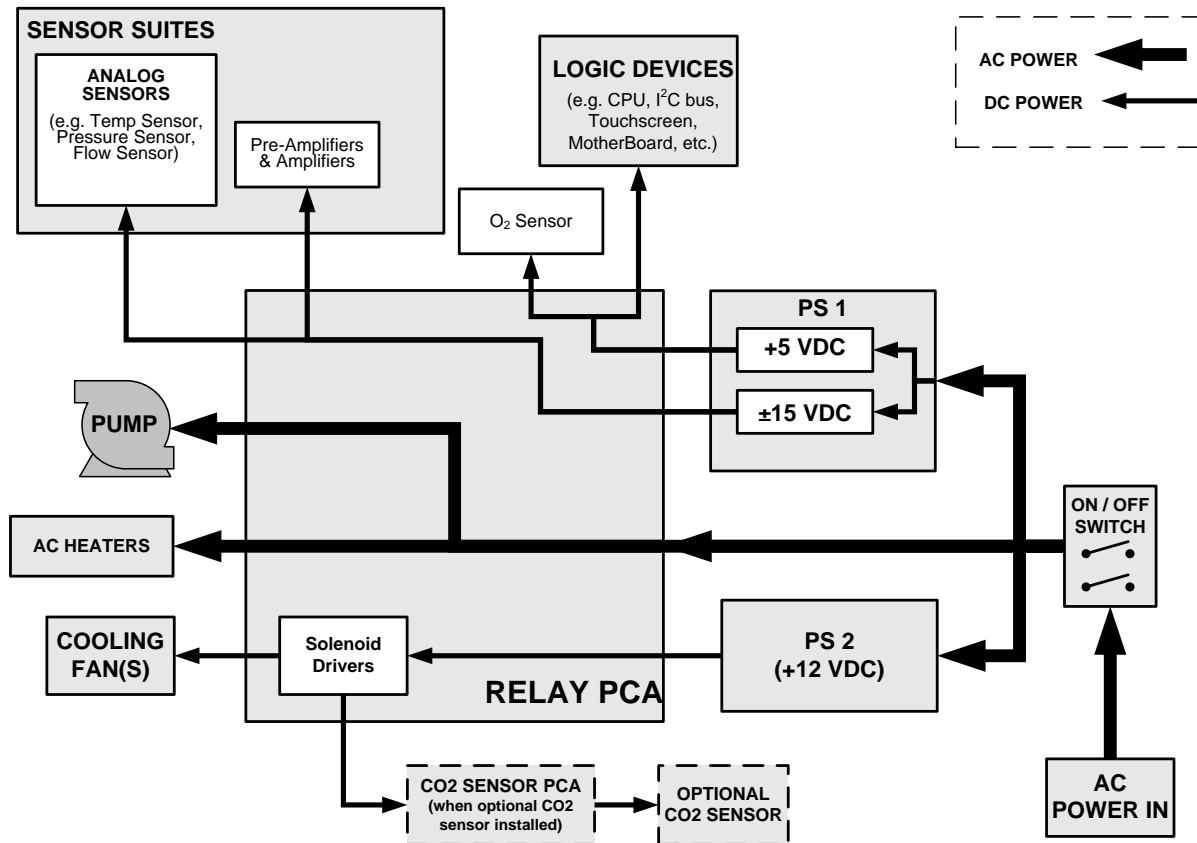 SENSOR SUITES
ANALOG
SENSORS
(e.g. Temp Sensor,
Pressure Sensor,
Flow Sensor)
Pre-Amplifiers
& Amplifiers
LOGIC DEVICES
(e.g. CPU, I²C bus,
Touchscreen,
MotherBoard, etc.)
O₂ Sensor
AC POWER
DC POWER
PS 1
+5 VDC
±15 VDC
PUMP
AC HEATERS
ON / OFF
SWITCH
COOLING
FAN(S)
Solenoid
Drivers
RELAY PCA
PS 2
(+12 VDC)
CO2 SENSOR PCA
(when optional CO2
sensor installed)
OPTIONAL
CO2 SENSOR
AC
POWER IN